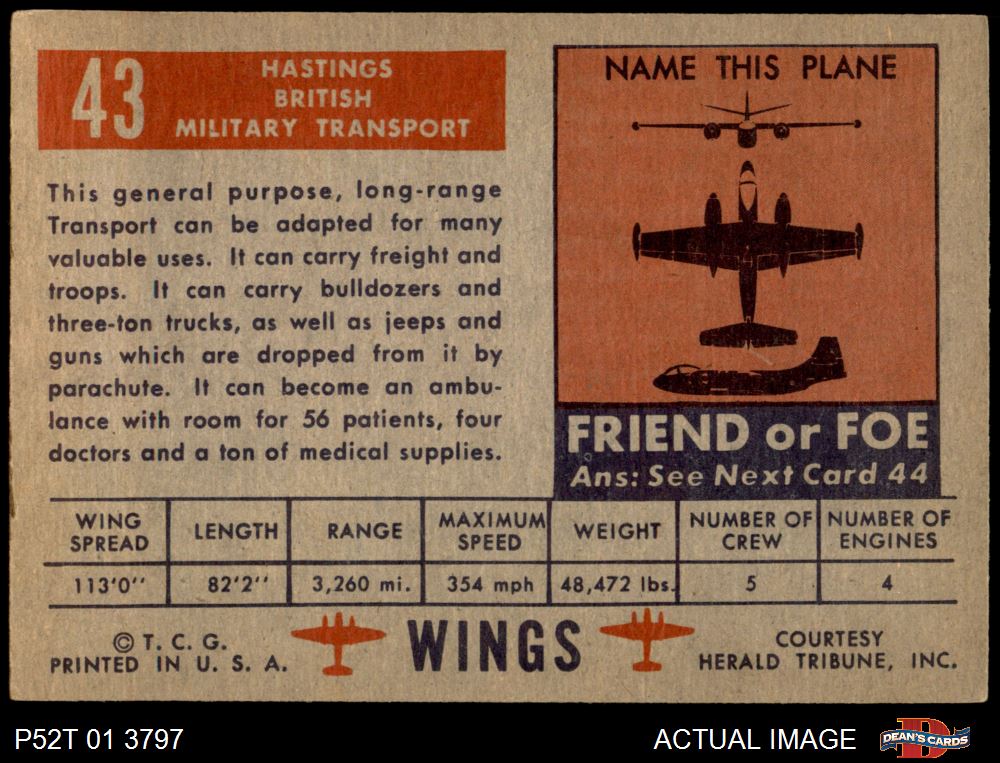 43
HASTINGS
BRITISH
MILITARY TRANSPORT
This general purpose, long-range
Transport can be adapted for many
valuable uses. It can carry freight and
troops. It can carry bulldozers and
three-ton trucks, as well as jeeps and
guns which are dropped from it by
parachute. It can become an ambu-
lance with room for 56 patients, four
doctors and a ton of medical supplies.
NAME THIS PLANE
FRIEND or FOE
Ans: See Next Card 44
WING SPREAD LENGTH RANGE MAXIMUM SPEED WEIGHT NUMBER OF CREW NUMBER OF ENGINES
113'0'' 82'2'' 3,260 mi. 354 mph 48,472 lbs. 5 4
© T. C. G.
PRINTED IN U. S. A.
WINGS
COURTESY
HERALD TRIBUNE, INC.
P52T 01 3797
ACTUAL IMAGE
D
DEAN'S CARDS